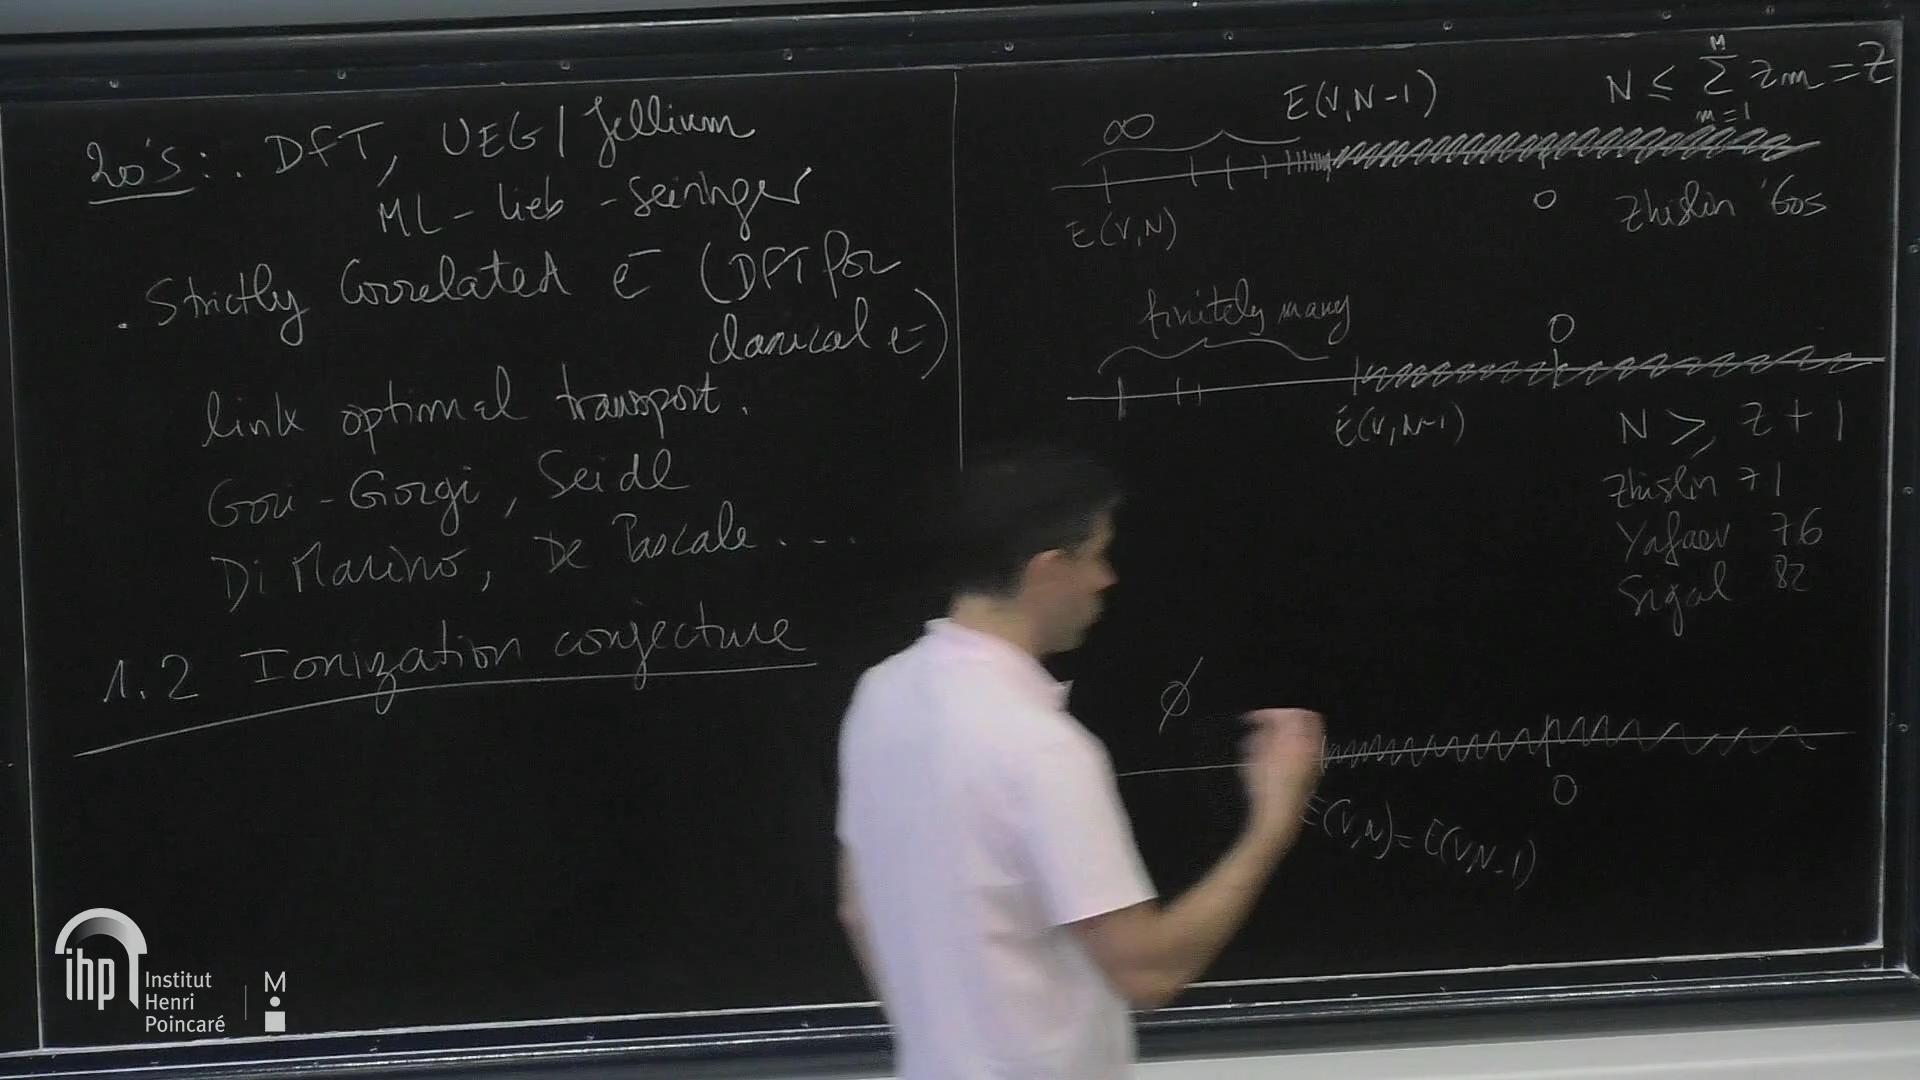 20's: . DFT, UEG / Jellium
ML - Lieb - Seiringer
. Strictly Correlated e⁻ (DFT for
classical e⁻)
link optimal transport.
Gori-Giorgi, Seidl
Di Marino, De Pascale...
1.2 Ionization conjecture
∞
E(V,N-1)
N ≤ ∑_{m=1}^{M} z_m = Z
E(V,N)
0
Zhislin '60s
finitely many
0
E(V,N-1)
N ≥ Z + 1
Zhislin 71
Yafaev 76
Sigal 82
∅
0
E(V,N) = E(V,N-1)
ihp
Institut
Henri
Poincaré
M